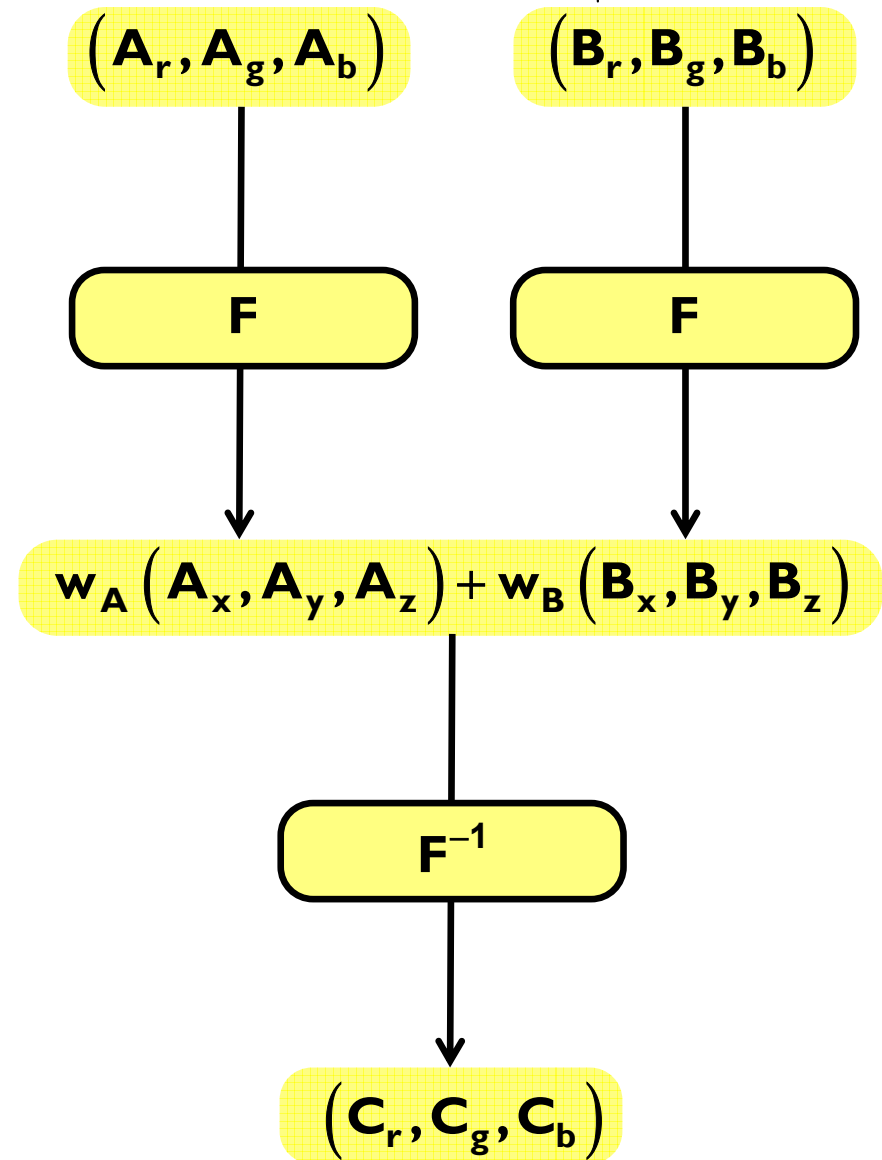 (A_r, A_g, A_b) (B_r, B_g, B_b)
F F
w_A (A_x, A_y, A_z) + w_B (B_x, B_y, B_z)
F^−1
(C_r, C_g, C_b)